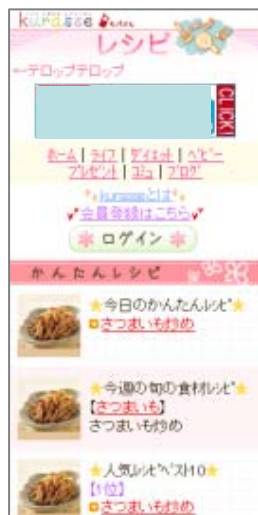 kurasse
レシピ
←テロップテロップ
CLICK!
ホーム | ライフ | ダイエット | ベビー
プレゼント | コミュ | ブログ
kurasseとは
会員登録はこちら
ログイン
かんたんレシピ
★今日のかんたんレシピ★
さつまいも炒め
★今週の旬の食材レシピ★
【さつまいも】
さつまいも炒め
★人気レシピベスト10★
【1位】
さつまいも炒め